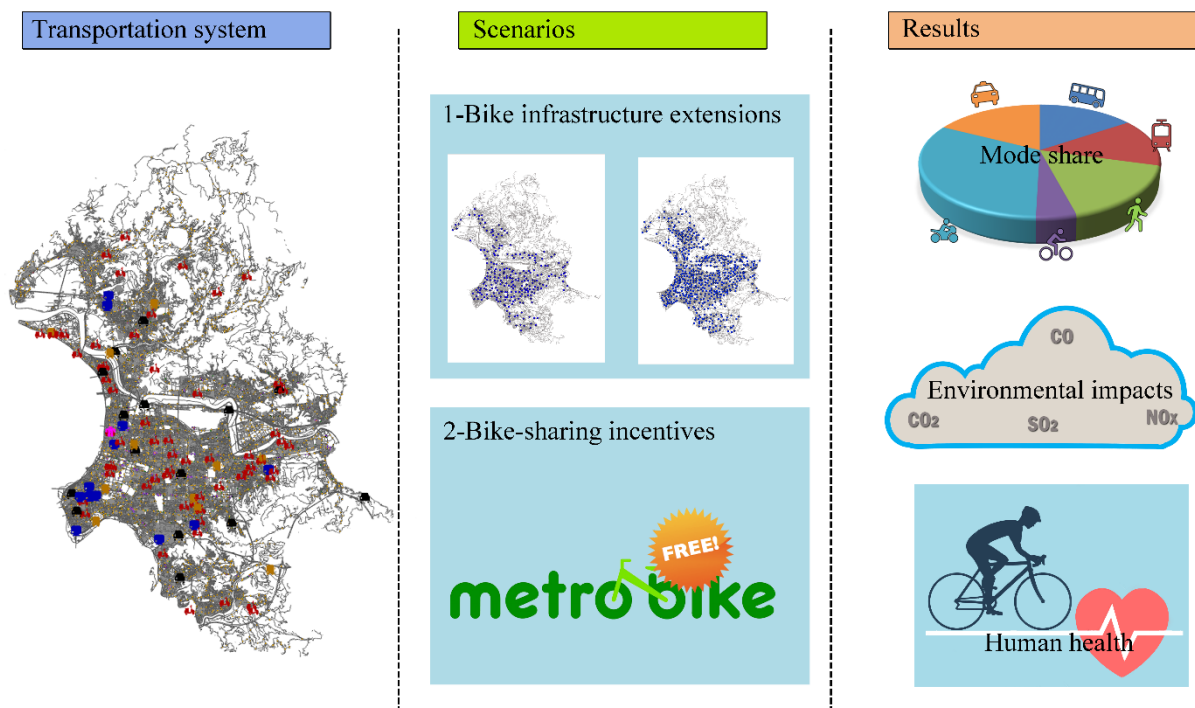 Transportation system
Scenarios
Results
1-Bike infrastructure extensions
2-Bike-sharing incentives
FREE!
metro bike
Mode share
CO
Environmental impacts
CO₂
SO₂
NOx
Human health